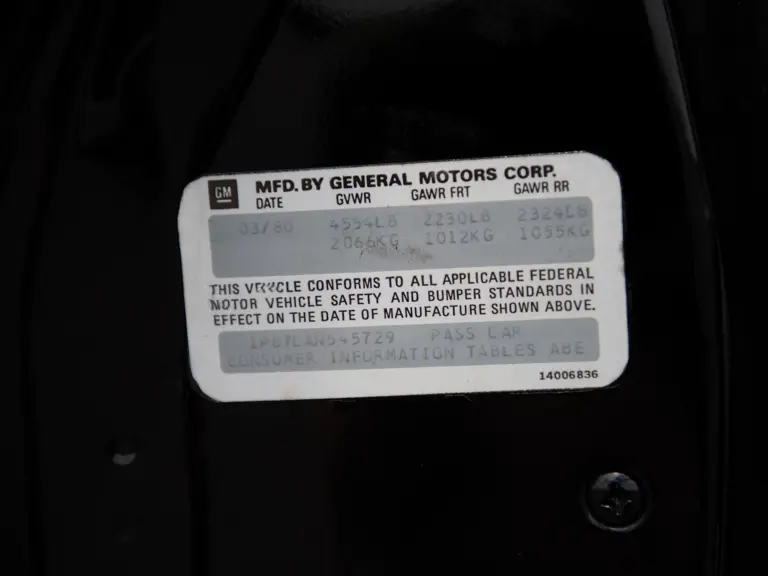 GM MFD. BY GENERAL MOTORS CORP.
DATE GVWR GAWR FRT GAWR RR
03/80 4554LB 2230LB 2324LB
2066KG 1012KG 1055KG
THIS VEHICLE CONFORMS TO ALL APPLICABLE FEDERAL
MOTOR VEHICLE SAFETY AND BUMPER STANDARDS IN
EFFECT ON THE DATE OF MANUFACTURE SHOWN ABOVE.
1P87LAN545729 PASS CAR
CONSUMER INFORMATION TABLES ABE
14006836